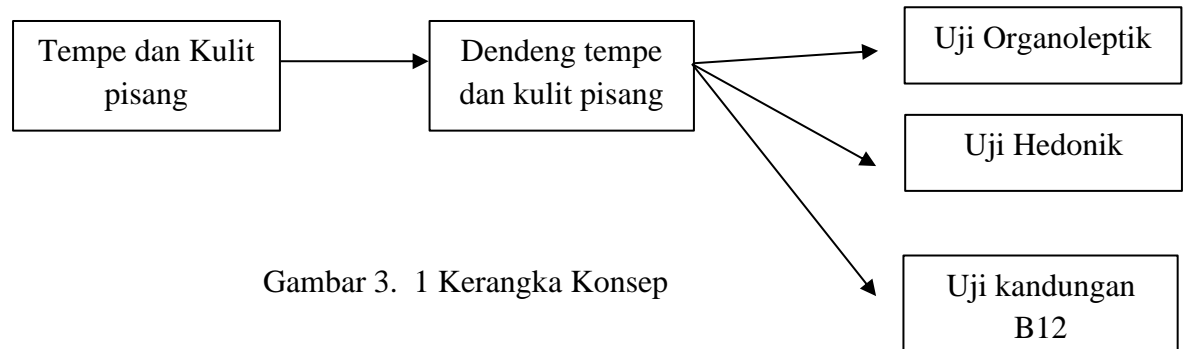 Tempe dan Kulit
pisang
Dendeng tempe
dan kulit pisang
Uji Organoleptik
Uji Hedonik
Uji kandungan
B12
Gambar 3. 1 Kerangka Konsep